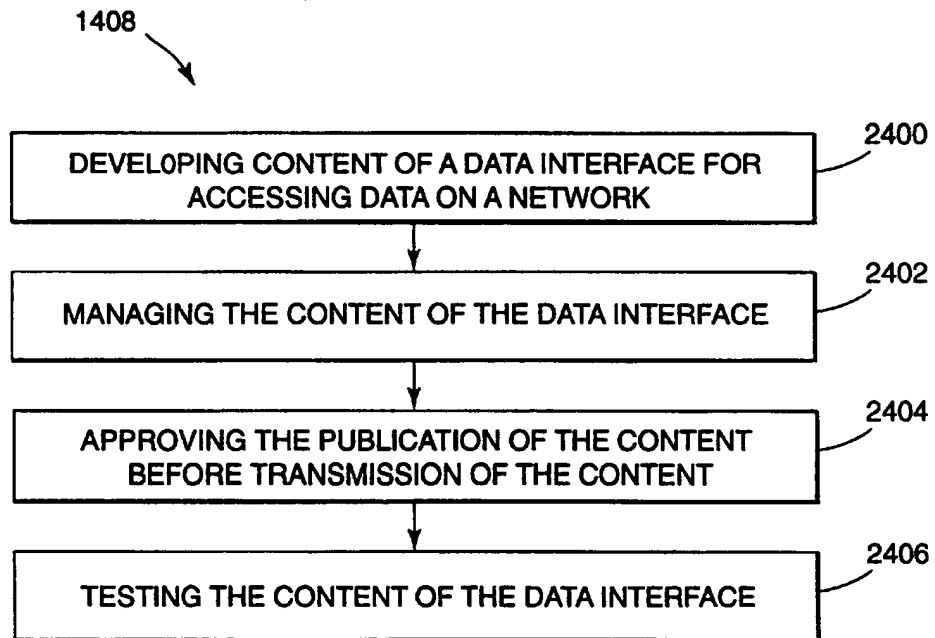 1408
2400
DEVEL0PING CONTENT OF A DATA INTERFACE FOR
ACCESSING DATA ON A NETWORK
2402
MANAGING THE CONTENT OF THE DATA INTERFACE
2404
APPROVING THE PUBLICATION OF THE CONTENT
BEFORE TRANSMISSION OF THE CONTENT
2406
TESTING THE CONTENT OF THE DATA INTERFACE